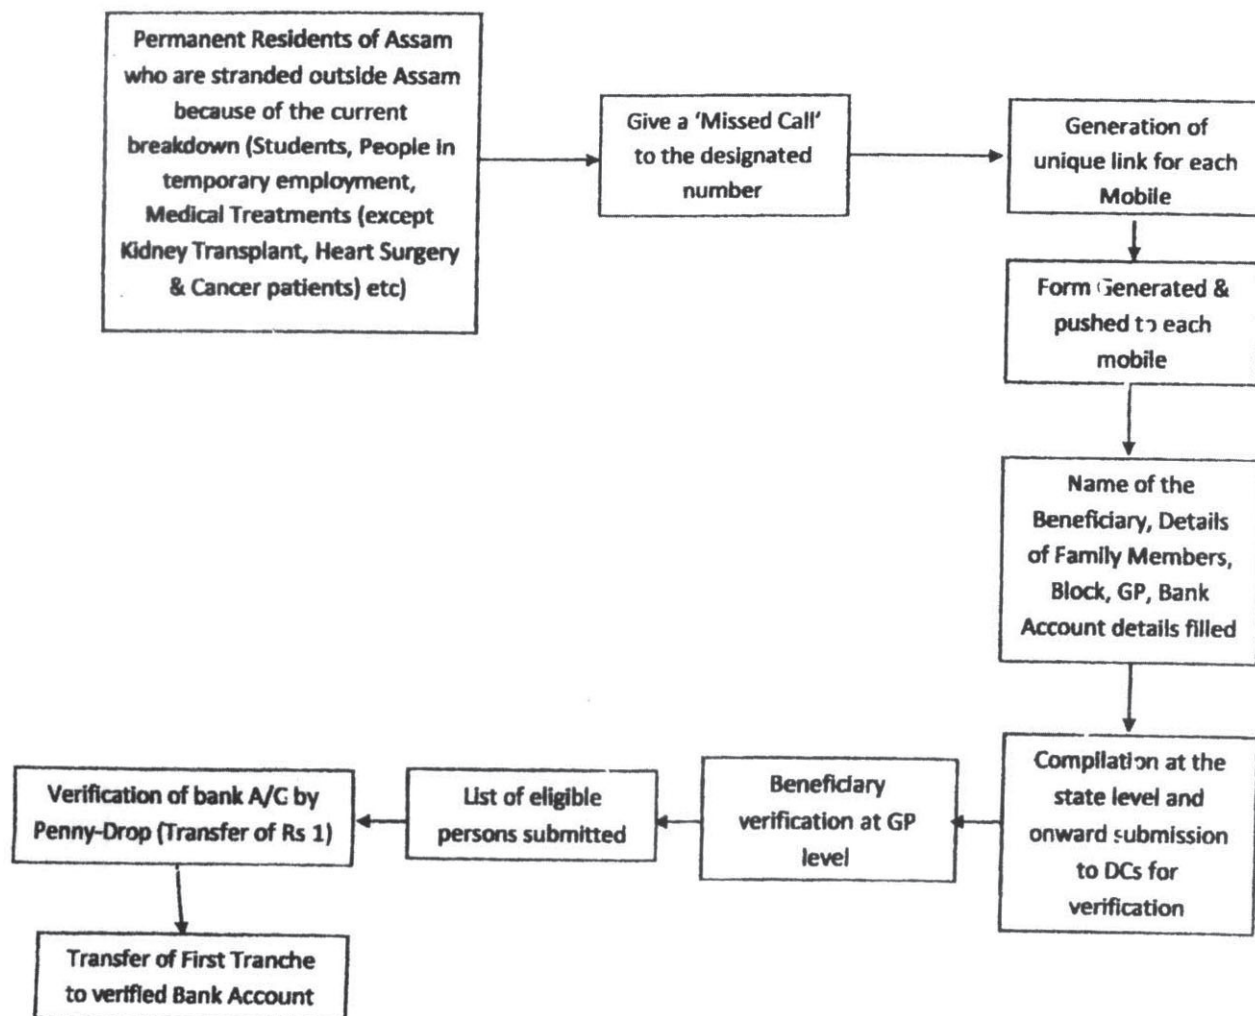 Permanent Residents of Assam
who are stranded outside Assam
because of the current
breakdown (Students, People in
temporary employment,
Medical Treatments (except
Kidney Transplant, Heart Surgery
& Cancer patients) etc)
Give a 'Missed Call'
to the designated
number
Generation of
unique link for each
Mobile
Form Generated &
pushed to each
mobile
Name of the
Beneficiary, Details
of Family Members,
Block, GP, Bank
Account details filled
Compilation at the
state level and
onward submission
to DCs for
verification
Beneficiary
verification at GP
level
List of eligible
persons submitted
Verification of bank A/C by
Penny-Drop (Transfer of Rs 1)
Transfer of First Tranche
to verified Bank Account